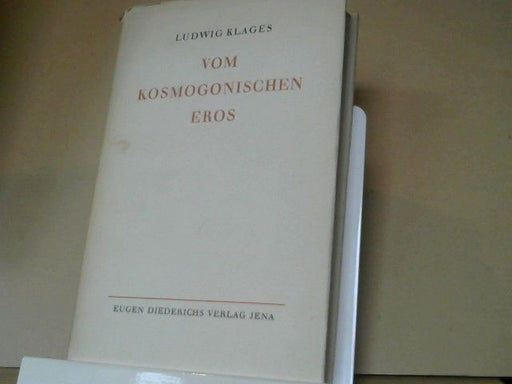 LUDWIG KLAGES
VOM
KOSMOGONISCHEN
EROS
EUGEN DIEDERICHS VERLAG JENA